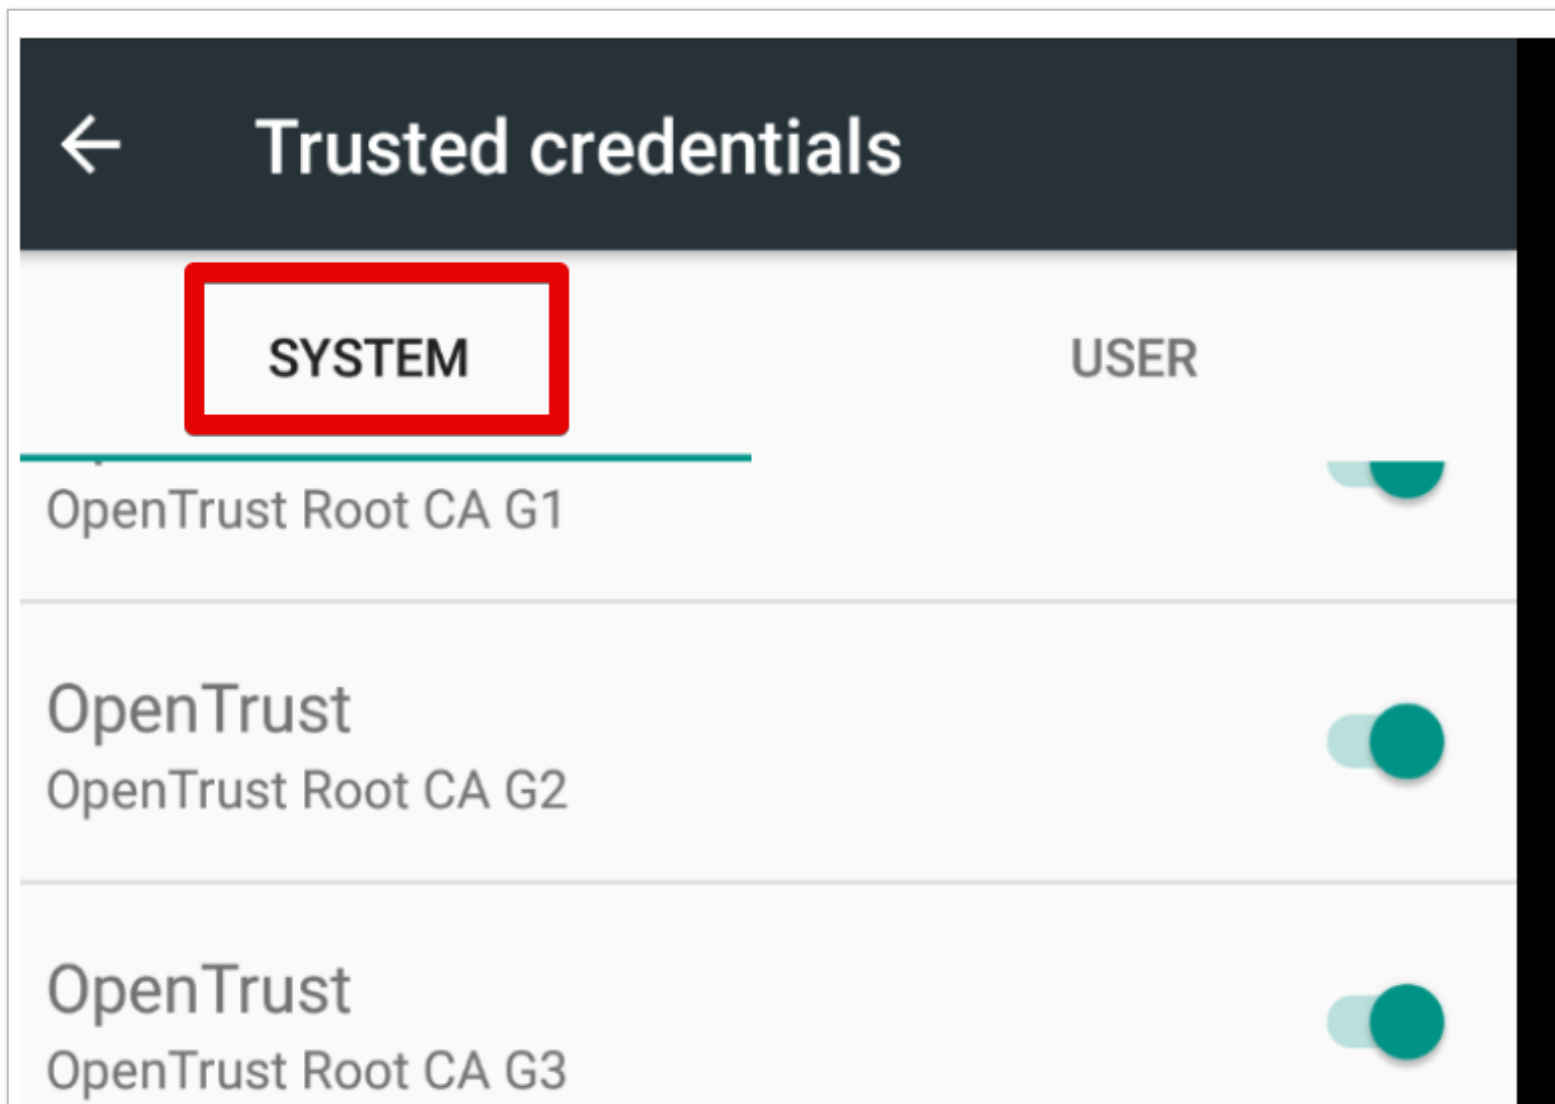 Trusted credentials
SYSTEM
USER
OpenTrust Root CA G1
OpenTrust
OpenTrust Root CA G2
OpenTrust
OpenTrust Root CA G3